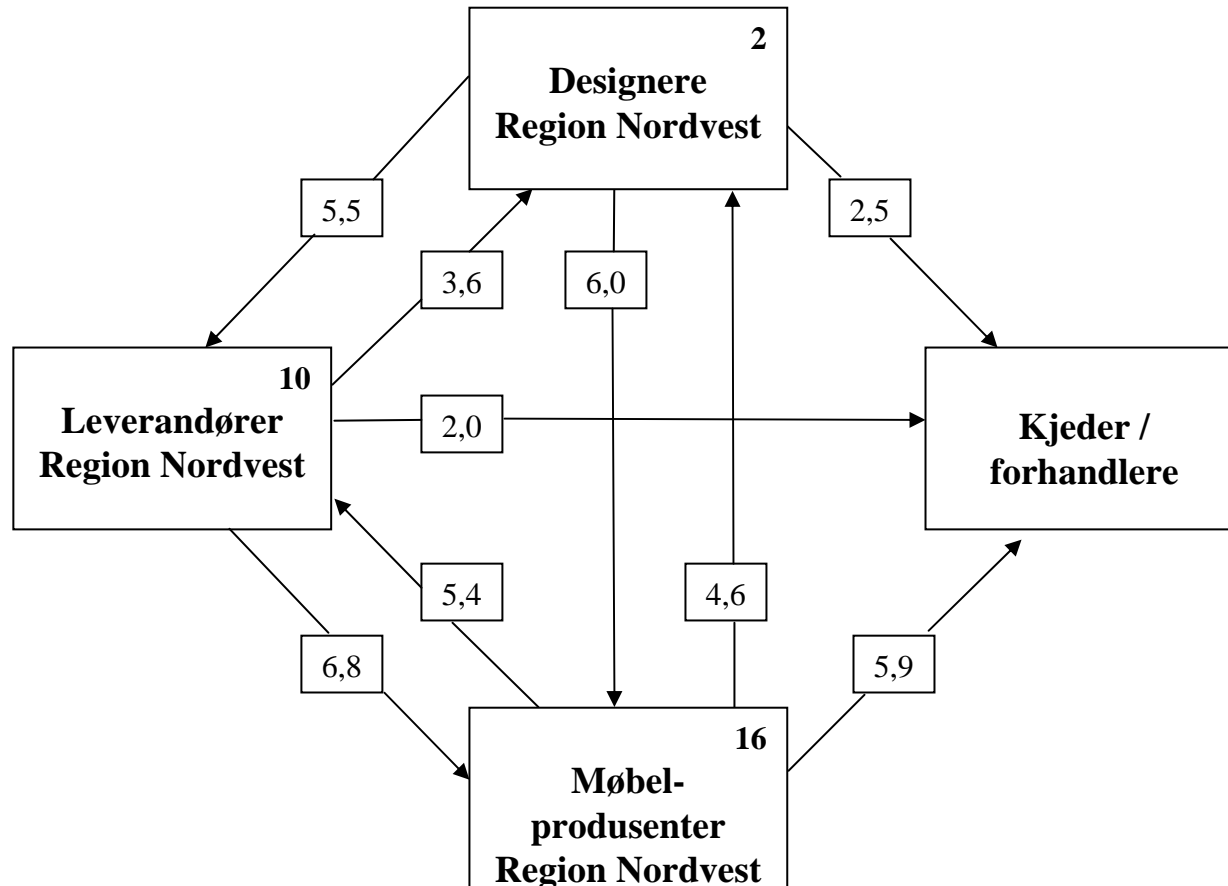 2
Designere
Region Nordvest
5,5
2,5
3,6
6,0
10
Leverandører
Region Nordvest
2,0
Kjeder /
forhandlere
5,4
4,6
6,8
5,9
16
Møbel-
produsenter
Region Nordvest